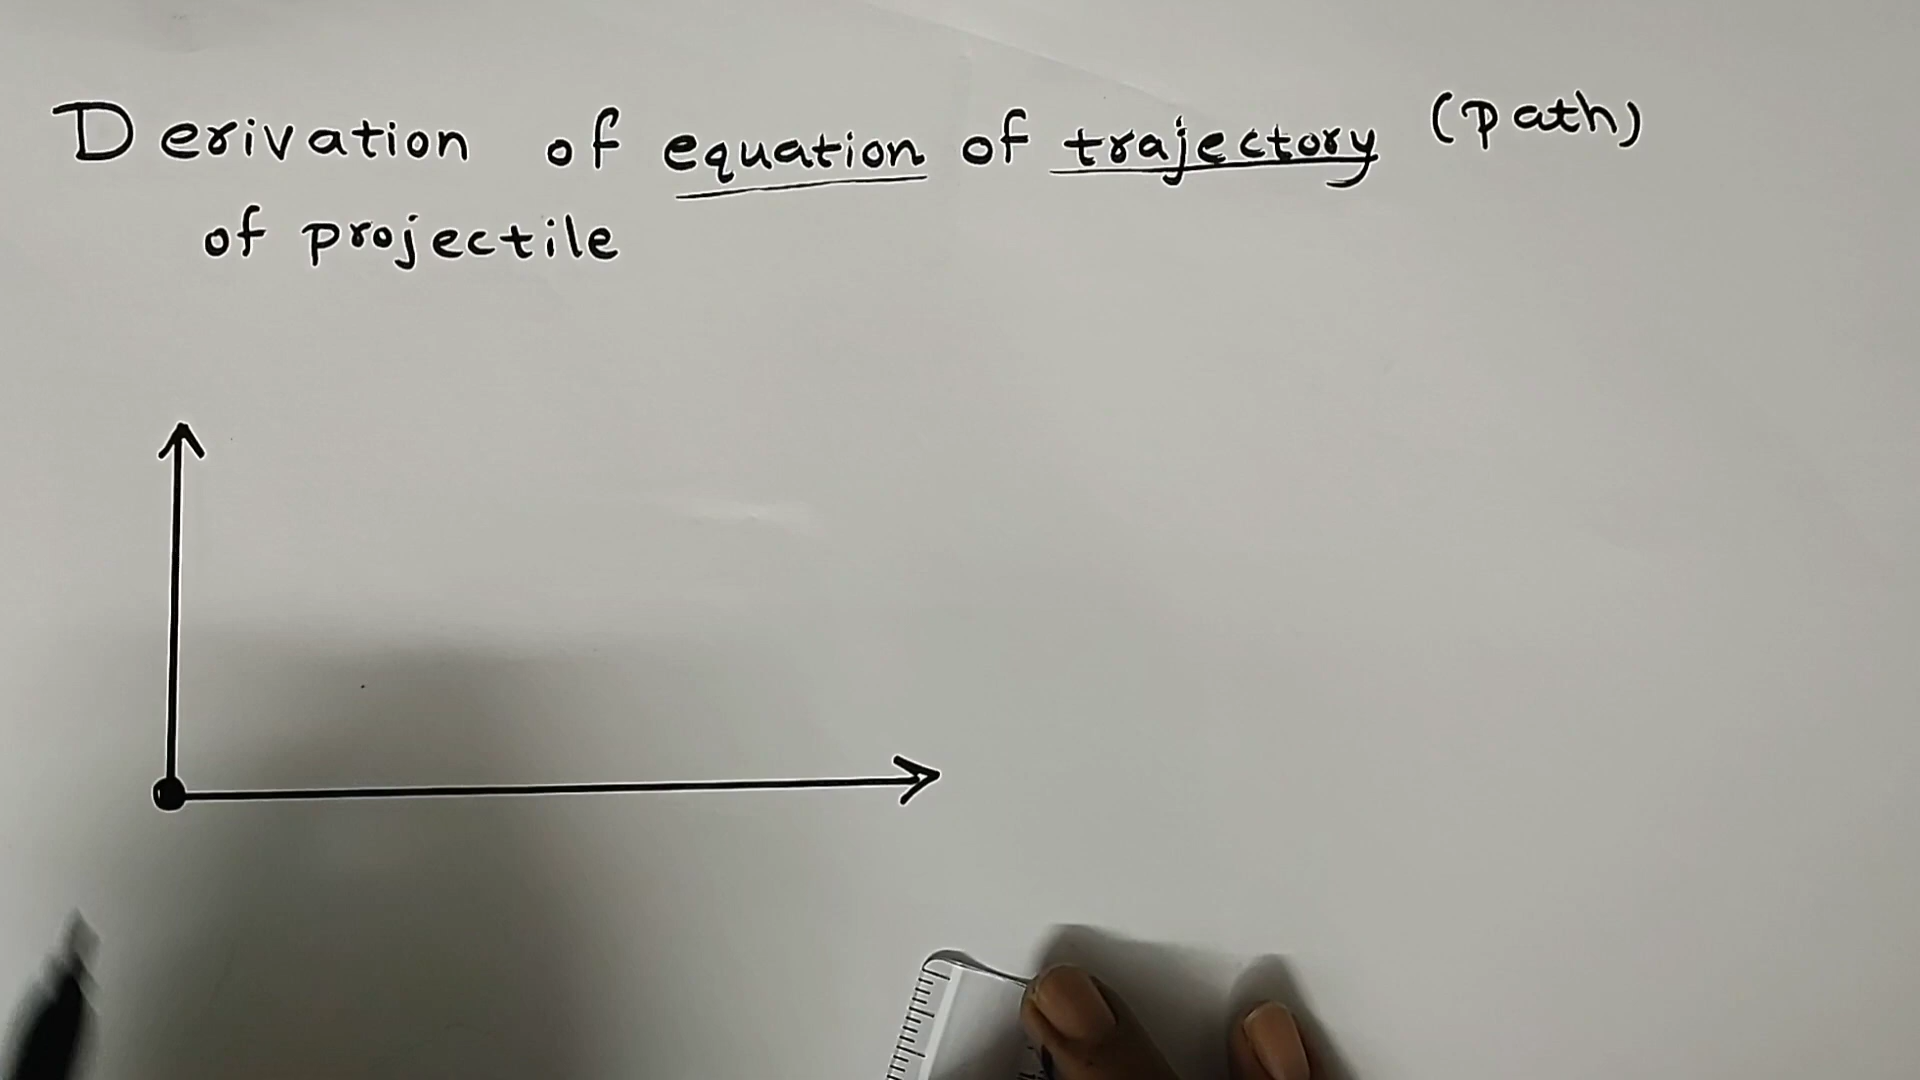 Derivation of equation of trajectory (path)
of projectile